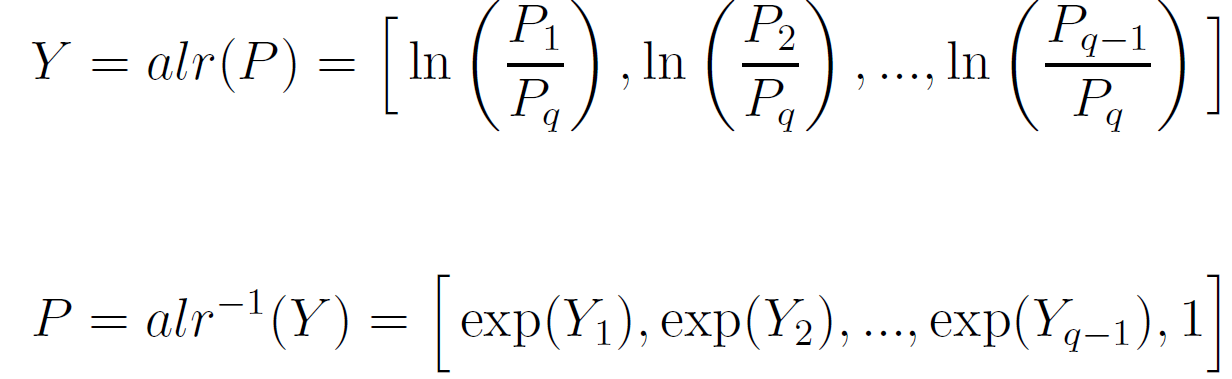 Y = alr(P) = [ ln (P_1 / P_q), ln (P_2 / P_q), ..., ln (P_{q−1} / P_q) ]
P = alr^{−1}(Y) = [ exp(Y_1), exp(Y_2), ..., exp(Y_{q−1}), 1 ]